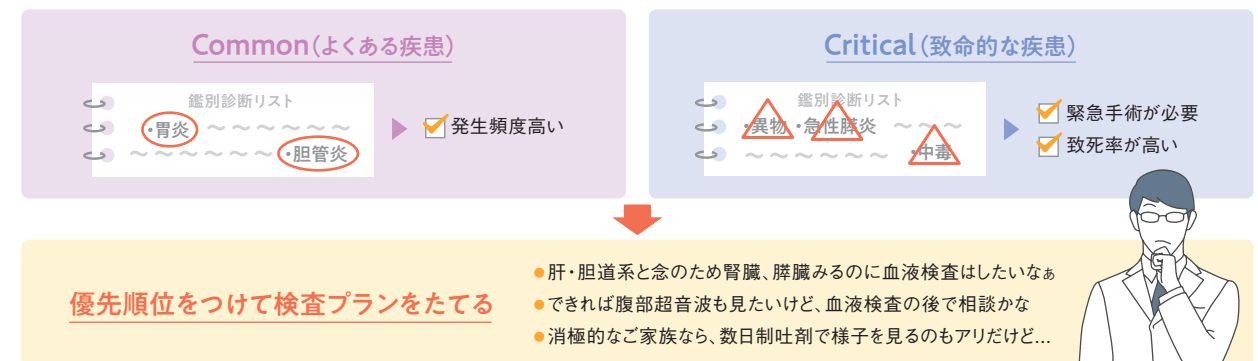 Common（よくある疾患）
鑑別診断リスト
・胃炎 〜〜〜〜〜〜
〜〜〜〜〜〜 ・胆管炎
発生頻度高い
Critical（致命的な疾患）
鑑別診断リスト
・異物 ・急性膵炎 〜〜〜
〜〜〜〜〜〜 ・中毒
緊急手術が必要
致死率が高い
優先順位をつけて検査プランをたてる
●肝・胆道系と念のため腎臓、膵臓みるのに血液検査はしたいなぁ
●できれば腹部超音波も見たいけど、血液検査の後で相談かな
●消極的なご家族なら、数日制吐剤で様子を見るのもアリだけど…